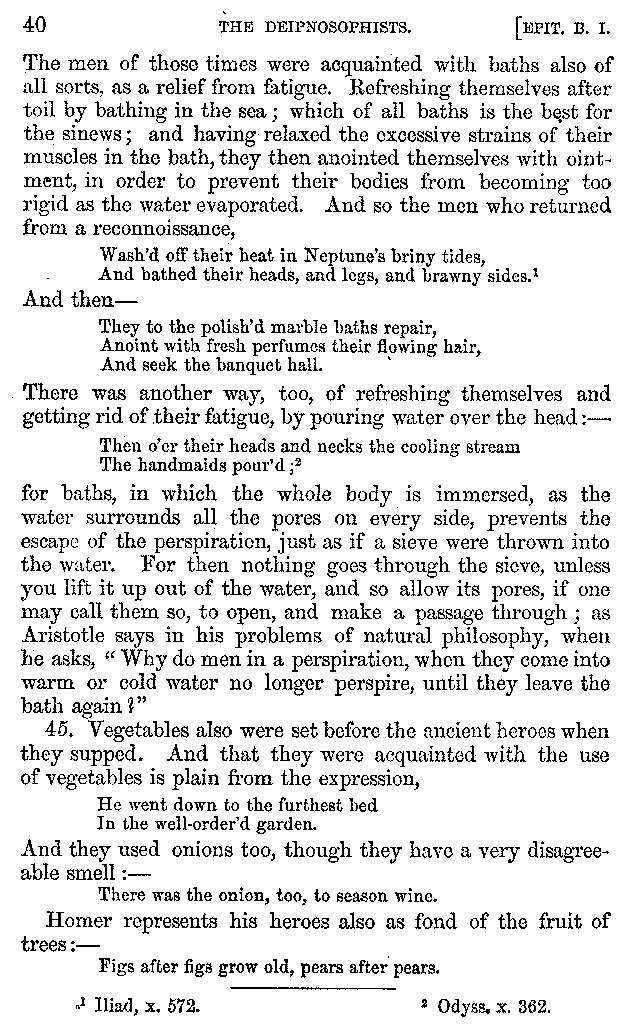 40 THE DEIPNOSOPHISTS. [EPIT. B. I.
The men of those times were acquainted with baths also of
all sorts, as a relief from fatigue. Refreshing themselves after
toil by bathing in the sea; which of all baths is the best for
the sinews; and having relaxed the excessive strains of their
muscles in the bath, they then anointed themselves with oint-
ment, in order to prevent their bodies from becoming too
rigid as the water evaporated. And so the men who returned
from a reconnoissance,
Wash'd off their heat in Neptune's briny tides,
And bathed their heads, and legs, and brawny sides.¹
And then—
They to the polish'd marble baths repair,
Anoint with fresh perfumes their flowing hair,
And seek the banquet hall.
There was another way, too, of refreshing themselves and
getting rid of their fatigue, by pouring water over the head:—
Then o'er their heads and necks the cooling stream
The handmaids pour'd;²
for baths, in which the whole body is immersed, as the
water surrounds all the pores on every side, prevents the
escape of the perspiration, just as if a sieve were thrown into
the water. For then nothing goes through the sieve, unless
you lift it up out of the water, and so allow its pores, if one
may call them so, to open, and make a passage through; as
Aristotle says in his problems of natural philosophy, when
he asks, "Why do men in a perspiration, when they come into
warm or cold water no longer perspire, until they leave the
bath again?"
45. Vegetables also were set before the ancient heroes when
they supped. And that they were acquainted with the use
of vegetables is plain from the expression,
He went down to the furthest bed
In the well-order'd garden.
And they used onions too, though they have a very disagree-
able smell:—
There was the onion, too, to season wine.
Homer represents his heroes also as fond of the fruit of
trees:—
Figs after figs grow old, pears after pears.
¹ Iliad, x. 572. ² Odyss. x. 362.